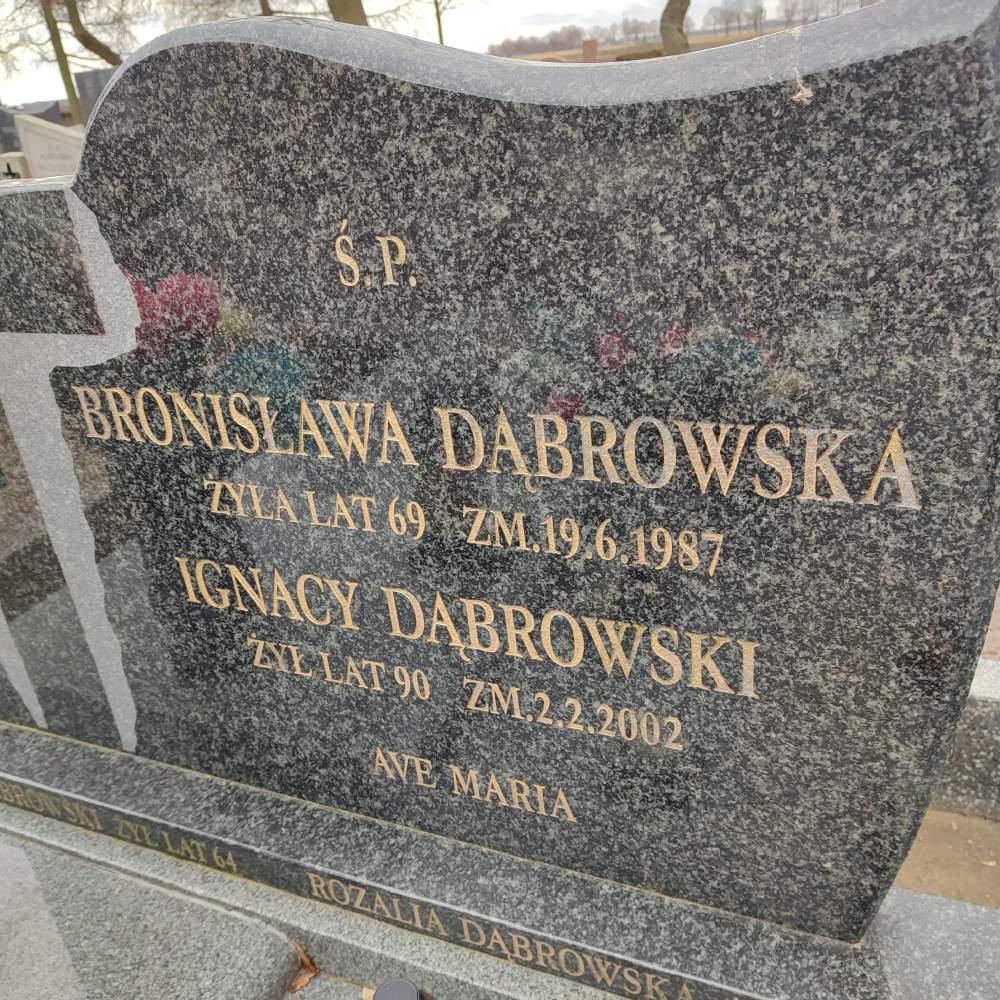 Ś.P.
BRONISŁAWA DĄBROWSKA
ŻYŁA LAT 69 ZM.19.6.1987
IGNACY DĄBROWSKI
ŻYŁ LAT 90 ZM.2.2.2002
AVE MARIA
BROWSKI ŻYŁ LAT 64
ROZALIA DĄBROWSKA